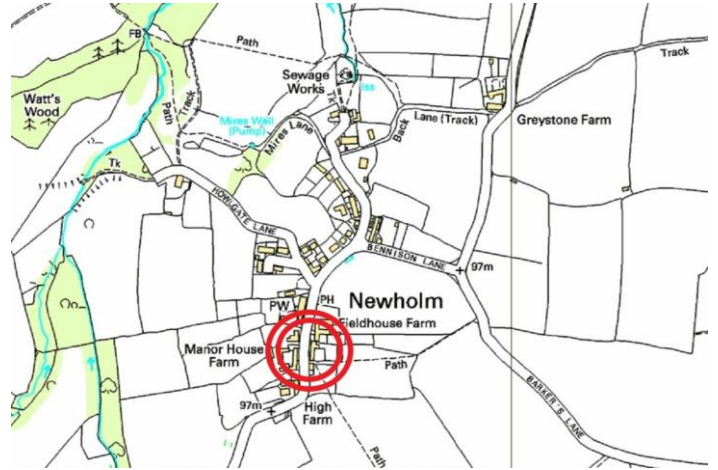 FB
Path
Track
Watt's
Wood
Path
Track
Sewage
Works
Tk
Iss
Mires Well
(Pump)
Mires Lane
Back
Lane (Track)
Greystone Farm
Tk
HOWLGATE LANE
BENNISON LANE
97m
PW
PH
Newholm
Fieldhouse Farm
Manor House
Farm
Path
97m
High
Farm
BARKER'S LANE
Path